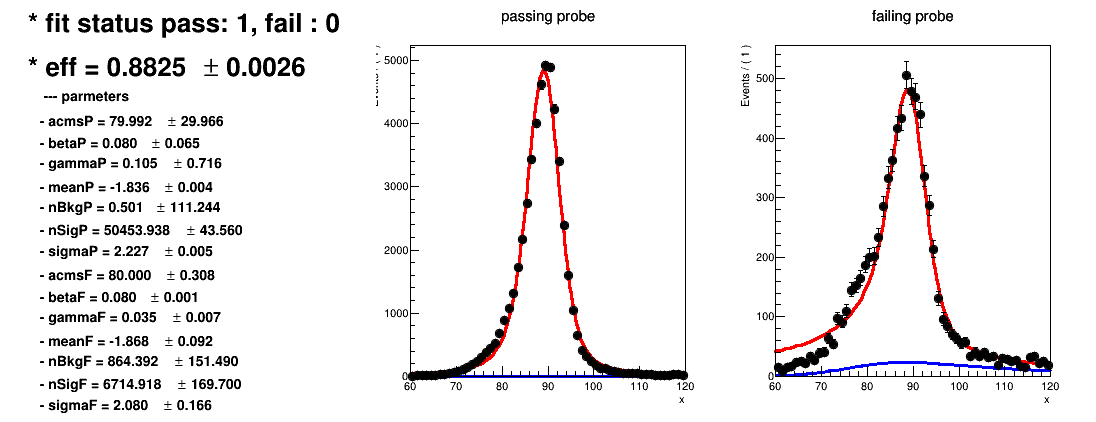 * fit status pass: 1, fail : 0
* eff = 0.8825 ± 0.0026
--- parmeters
- acmsP = 79.992 ± 29.966
- betaP = 0.080 ± 0.065
- gammaP = 0.105 ± 0.716
- meanP = -1.836 ± 0.004
- nBkgP = 0.501 ± 111.244
- nSigP = 50453.938 ± 43.560
- sigmaP = 2.227 ± 0.005
- acmsF = 80.000 ± 0.308
- betaF = 0.080 ± 0.001
- gammaF = 0.035 ± 0.007
- meanF = -1.868 ± 0.092
- nBkgF = 864.392 ± 151.490
- nSigF = 6714.918 ± 169.700
- sigmaF = 2.080 ± 0.166
passing probe
5000
4000
3000
2000
1000
0
60 70 80 90 100 110 120
x
failing probe
Events / ( 1 )
500
400
300
200
100
0
60 70 80 90 100 110 120
x